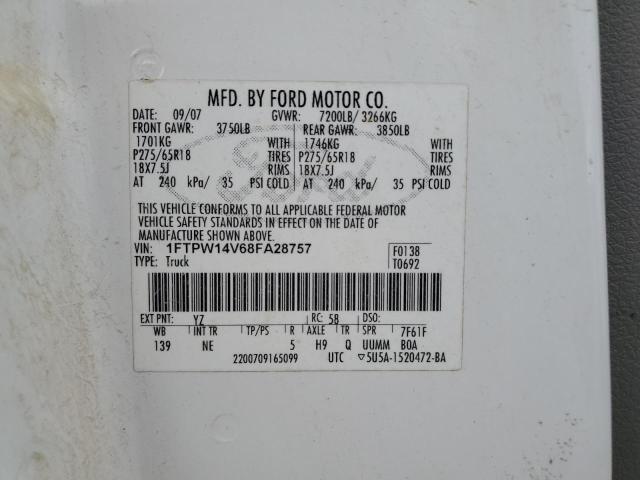 MFD. BY FORD MOTOR CO.
DATE: 09/07 GVWR: 7200LB/ 3266KG
FRONT GAWR: 3750LB REAR GAWR: 3850LB
1701KG WITH 1746KG WITH
P275/65R18 TIRES P275/65R18 TIRES
18X7.5J RIMS 18X7.5J RIMS
AT 240 kPa/ 35 PSI COLD AT 240 kPa/ 35 PSI COLD
THIS VEHICLE CONFORMS TO ALL APPLICABLE FEDERAL MOTOR
VEHICLE SAFETY STANDARDS IN EFFECT ON THE DATE OF
MANUFACTURE SHOWN ABOVE.
VIN: 1FTPW14V68FA28757 F0138
TYPE: Truck T0692
EXT PNT: YZ RC: 58 DSO:
WB INT TR TP/PS R AXLE TR SPR 7F61F
139 NE 5 H9 Q UUMM BOA
2200709165099 UTC ▽5U5A-1520472-BA
Ford